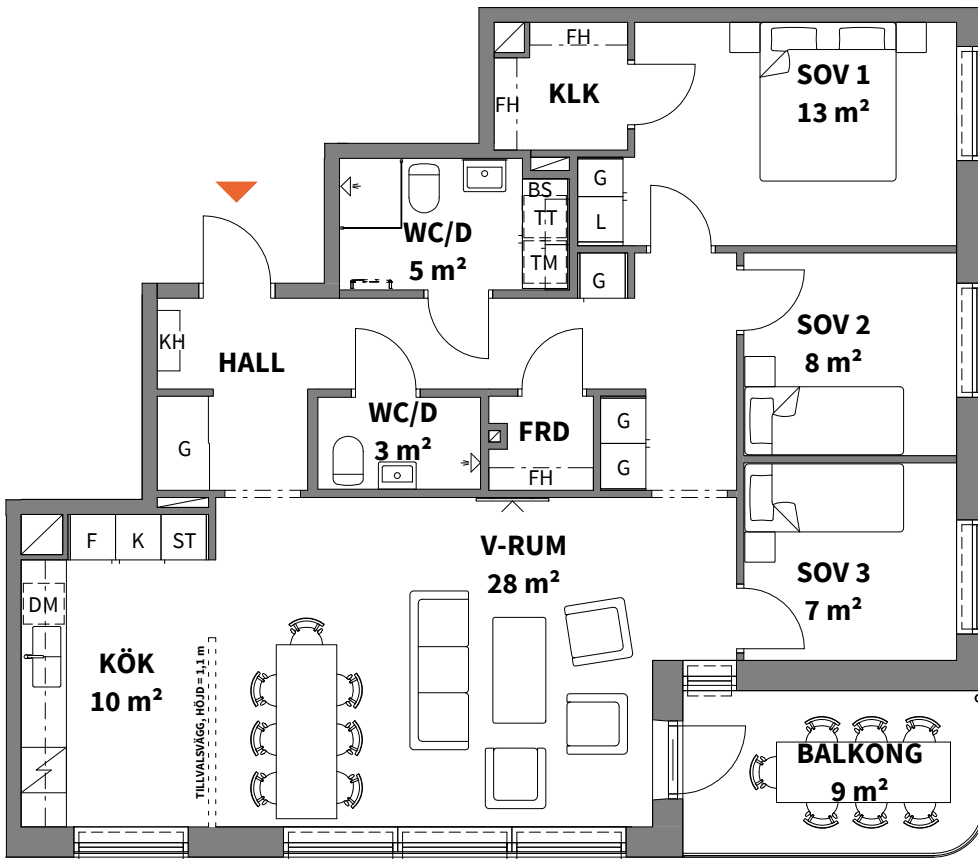 FH
SOV 1
13 m²
FH
KLK
G
BS
L
TT
WC/D
5 m²
TM
G
SOV 2
8 m²
KH
HALL
WC/D
3 m²
FRD
G
G
G
FH
F
K
ST
V-RUM
28 m²
SOV 3
7 m²
DM
KÖK
10 m²
TILLVALSVÄGG, HÖJD = 1,1 m
BALKONG
9 m²